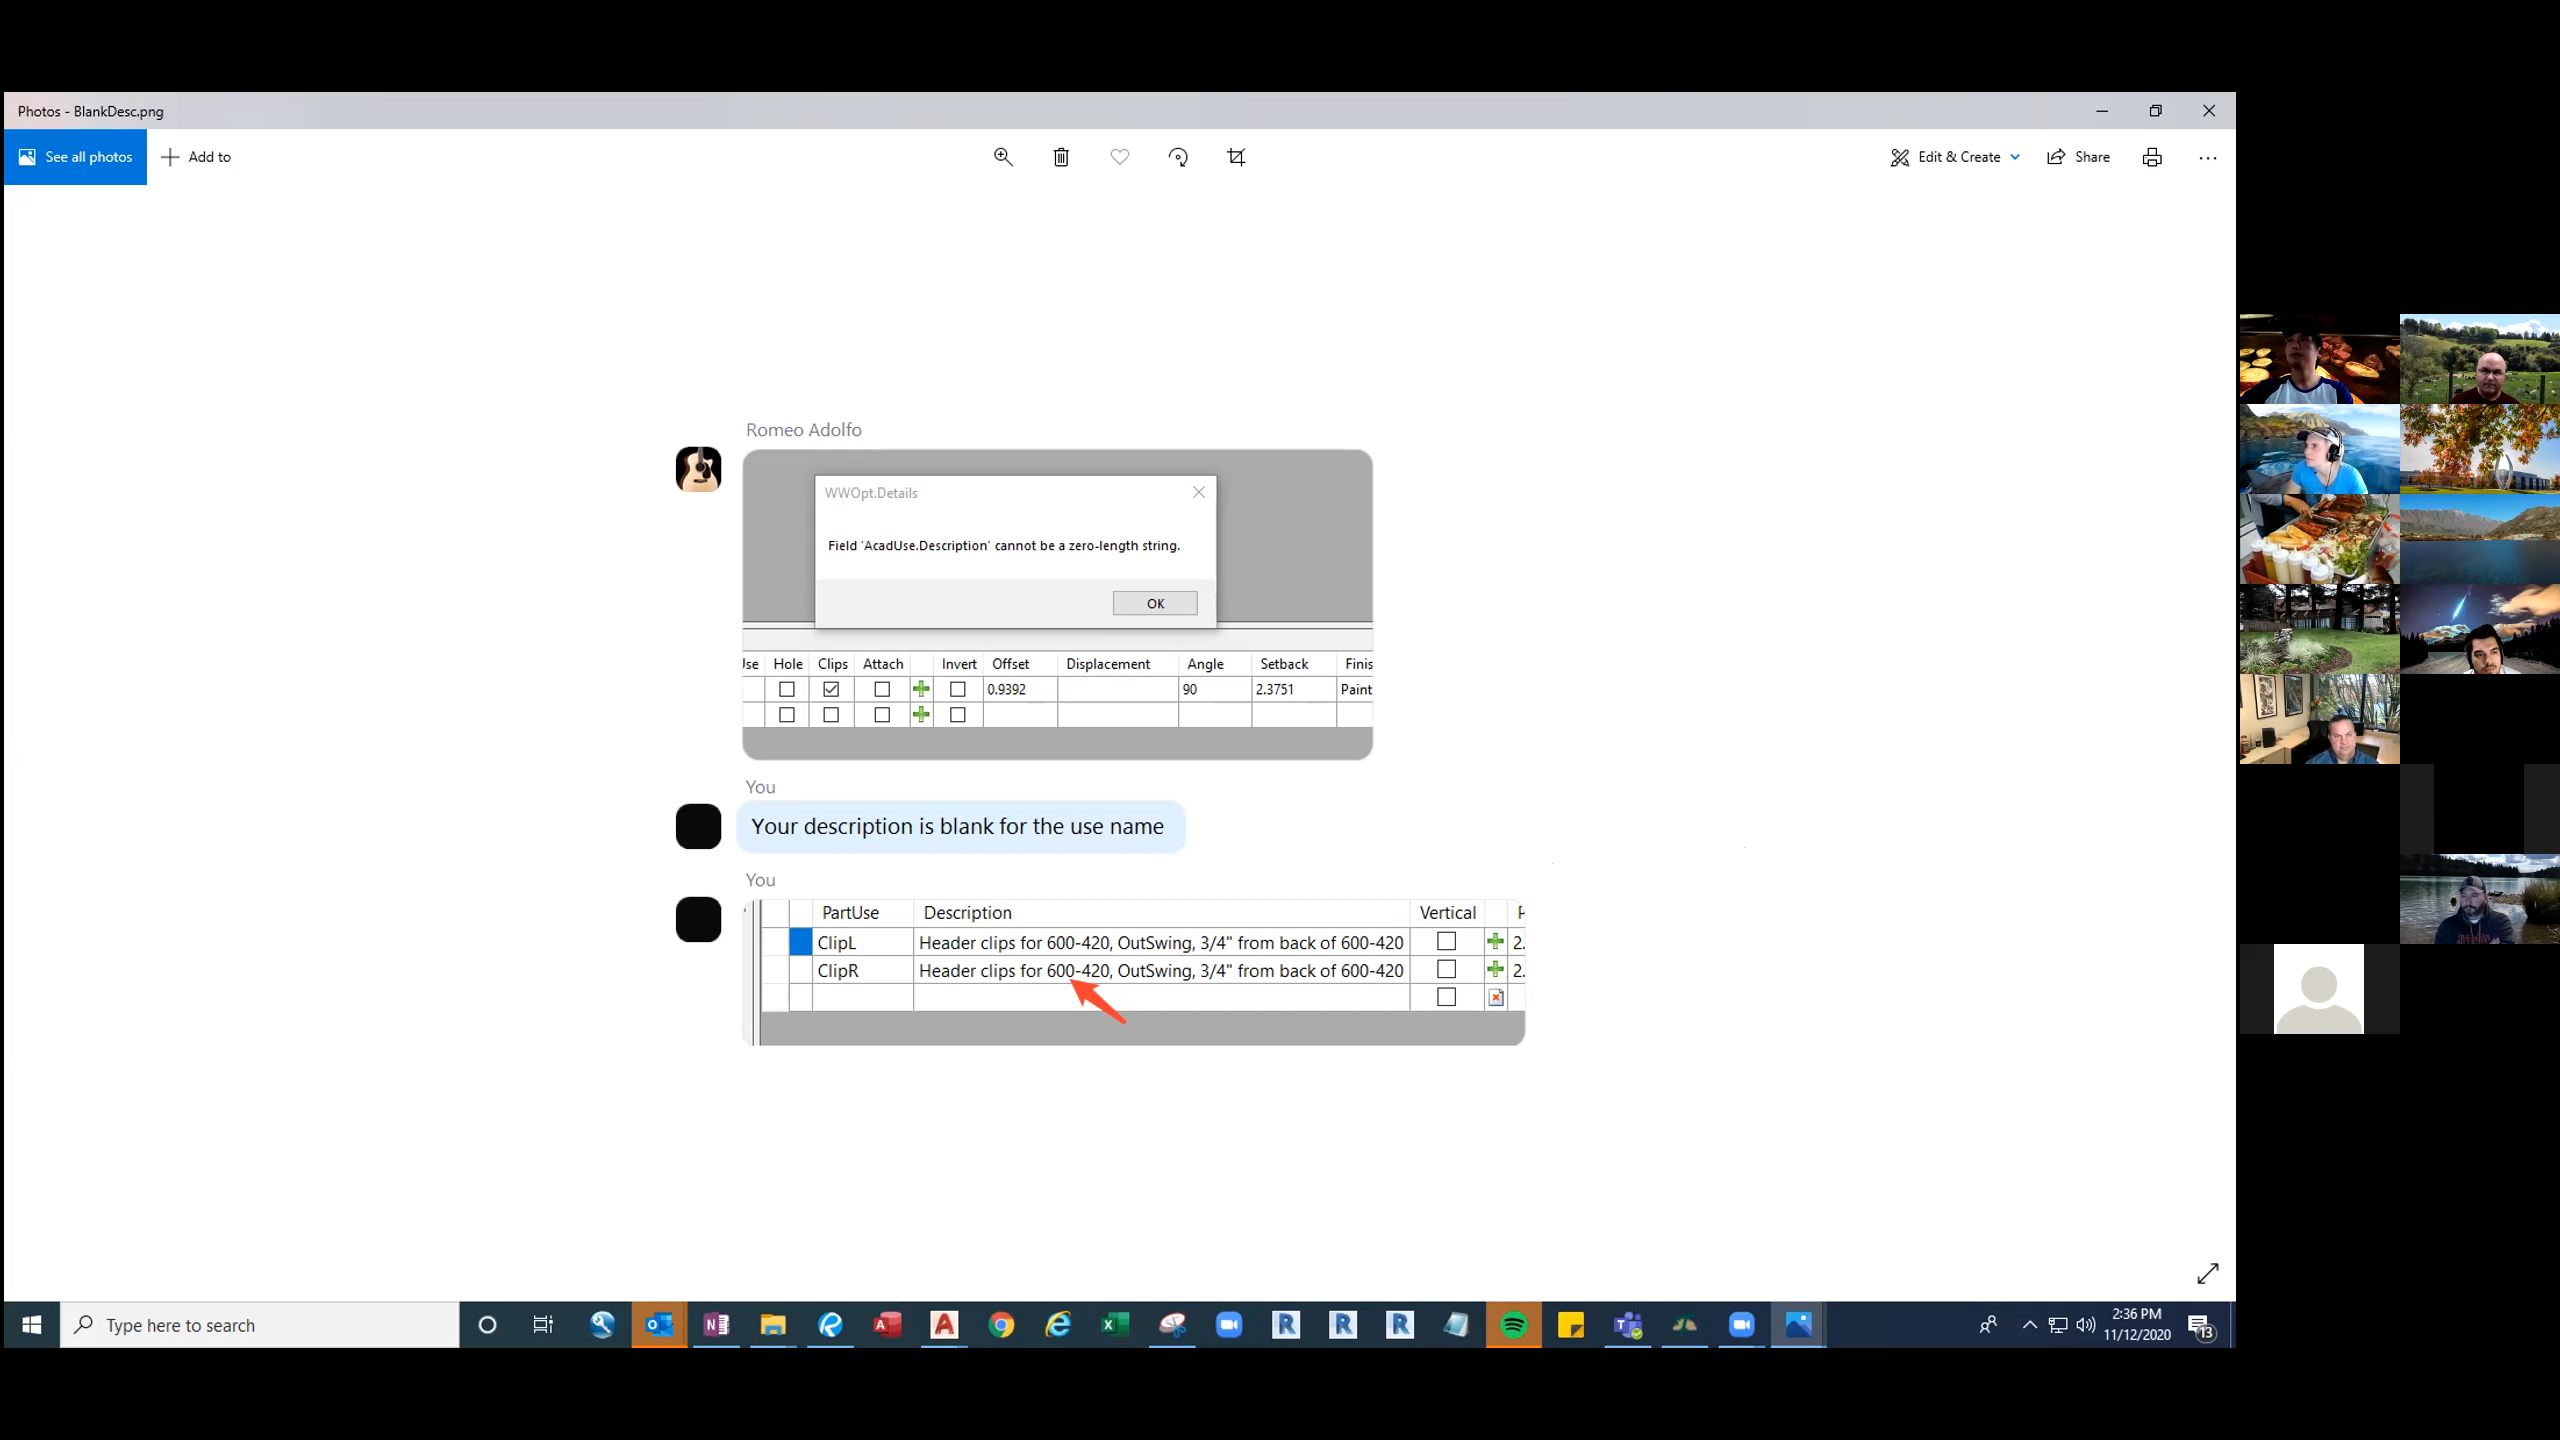 Photos - BlankDesc.png
See all photos
Add to
Edit & Create
Share
Romeo Adolfo
WWOpt.Details
Field 'AcadUse.Description' cannot be a zero-length string.
OK
Hole Clips Attach Invert Offset Displacement Angle Setback Finis
0.9392 90 2.3751 Paint
You
Your description is blank for the use name
You
PartUse Description Vertical
ClipL Header clips for 600-420, OutSwing, 3/4" from back of 600-420 2.
ClipR Header clips for 600-420, OutSwing, 3/4" from back of 600-420 2.
Type here to search
2:36 PM
11/12/2020
13